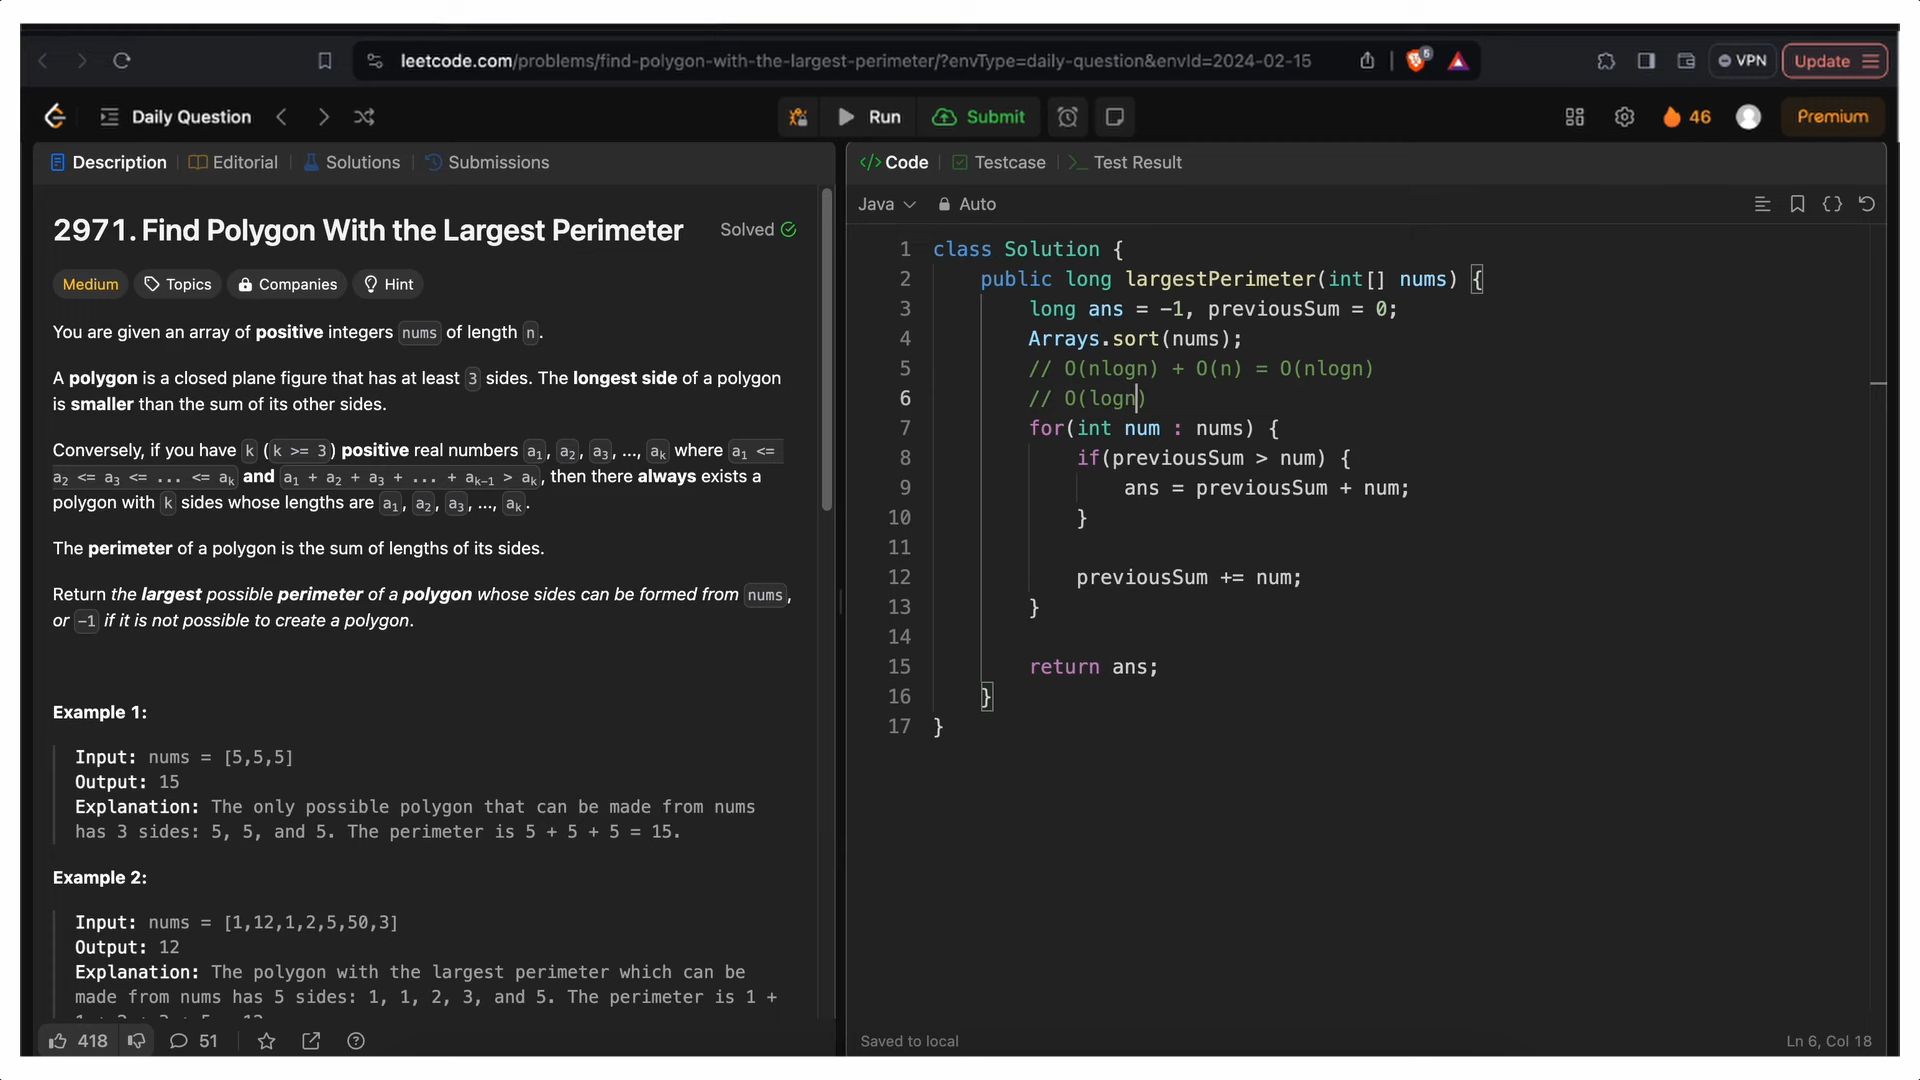 leetcode.com/problems/find-polygon-with-the-largest-perimeter/?envType=daily-question&envId=2024-02-15
5
VPN
Update
Daily Question
Run
Submit
46
Premium
Description
Editorial
Solutions
Submissions
2971. Find Polygon With the Largest Perimeter
Solved
Medium
Topics
Companies
Hint
You are given an array of positive integers nums of length n.
A polygon is a closed plane figure that has at least 3 sides. The longest side of a polygon
is smaller than the sum of its other sides.
Conversely, if you have k (k >= 3) positive real numbers a1, a2, a3, ..., ak where a1 <=
a2 <= a3 <= ... <= ak and a1 + a2 + a3 + ... + ak-1 > ak, then there always exists a
polygon with k sides whose lengths are a1, a2, a3, ..., ak.
The perimeter of a polygon is the sum of lengths of its sides.
Return the largest possible perimeter of a polygon whose sides can be formed from nums,
or -1 if it is not possible to create a polygon.
Example 1:
Input: nums = [5,5,5]
Output: 15
Explanation: The only possible polygon that can be made from nums
has 3 sides: 5, 5, and 5. The perimeter is 5 + 5 + 5 = 15.
Example 2:
Input: nums = [1,12,1,2,5,50,3]
Output: 12
Explanation: The polygon with the largest perimeter which can be
made from nums has 5 sides: 1, 1, 2, 3, and 5. The perimeter is 1 +
418
51
</> Code
Testcase
>_ Test Result
Java
Auto
1 class Solution {
2 public long largestPerimeter(int[] nums) {
3 long ans = -1, previousSum = 0;
4 Arrays.sort(nums);
5 // O(nlogn) + O(n) = O(nlogn)
6 // O(logn)
7 for(int num : nums) {
8 if(previousSum > num) {
9 ans = previousSum + num;
10 }
11
12 previousSum += num;
13 }
14
15 return ans;
16 }
17 }
Saved to local
Ln 6, Col 18